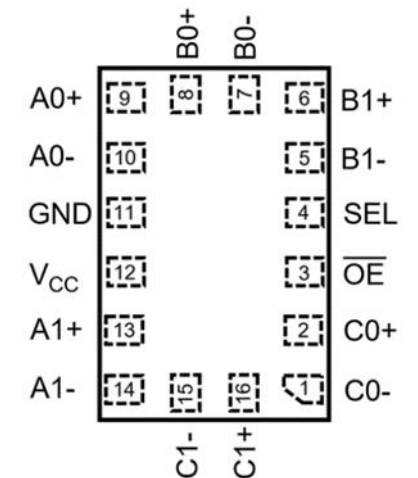 B0+ B0-
A0+ 9 8 7 6 B1+
A0- 10 5 B1-
GND 11 4 SEL
VCC 12 3 OE
A1+ 13 2 C0+
A1- 14 15 16 1 C0-
C1- C1+